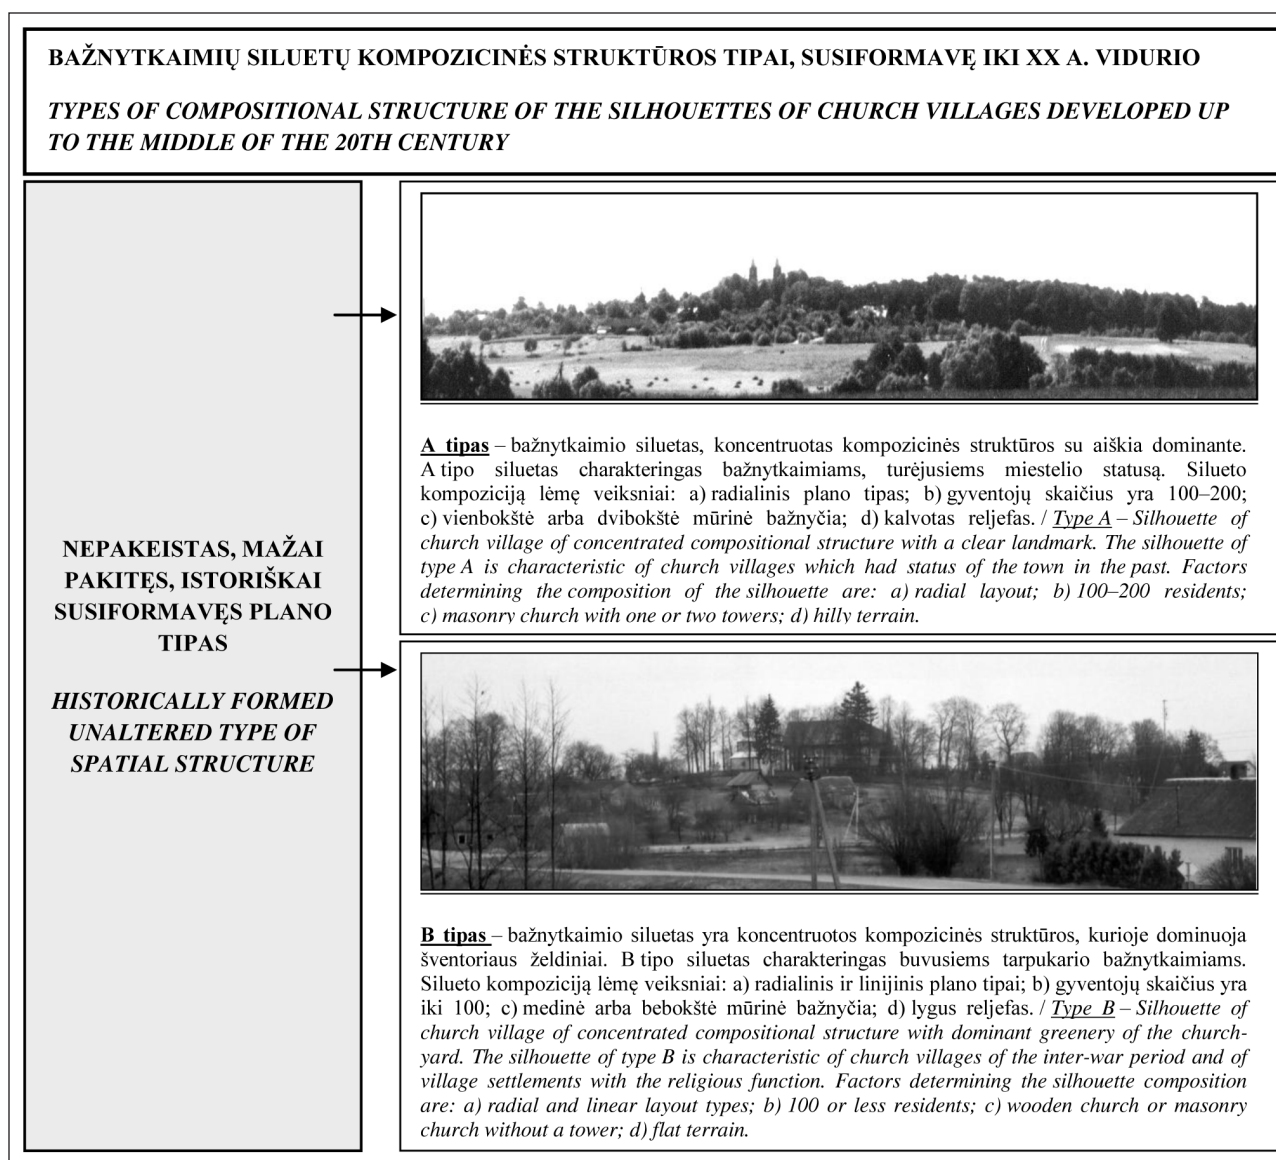 BAŽNYTKAIMIŲ SILUETŲ KOMPOZICINĖS STRUKTŪROS TIPAI, SUSIFORMAVĘ IKI XX A. VIDURIO
TYPES OF COMPOSITIONAL STRUCTURE OF THE SILHOUETTES OF CHURCH VILLAGES DEVELOPED UP
TO THE MIDDLE OF THE 20TH CENTURY
NEPAKEISTAS, MAŽAI
PAKITĘS, ISTORIŠKAI
SUSIFORMAVĘS PLANO
TIPAS
HISTORICALLY FORMED
UNALTERED TYPE OF
SPATIAL STRUCTURE
A tipas – bažnytkaimio siluetas, koncentruotas kompozicinės struktūros su aiškia dominante.
A tipo siluetas charakteringas bažnytkaimiams, turėjusiems miestelio statusą. Silueto
kompoziciją lėmę veiksniai: a) radialinis plano tipas; b) gyventojų skaičius yra 100–200;
c) vienbokštė arba dvibokštė mūrinė bažnyčia; d) kalvotas reljefas. / Type A – Silhouette of
church village of concentrated compositional structure with a clear landmark. The silhouette of
type A is characteristic of church villages which had status of the town in the past. Factors
determining the composition of the silhouette are: a) radial layout; b) 100–200 residents;
c) masonry church with one or two towers; d) hilly terrain.
B tipas – bažnytkaimio siluetas yra koncentruotos kompozicinės struktūros, kurioje dominuoja
šventoriaus želdiniai. B tipo siluetas charakteringas buvusiems tarpukario bažnytkaimiams.
Silueto kompoziciją lėmę veiksniai: a) radialinis ir linijinis plano tipai; b) gyventojų skaičius yra
iki 100; c) medinė arba bebokštė mūrinė bažnyčia; d) lygus reljefas. / Type B – Silhouette of
church village of concentrated compositional structure with dominant greenery of the church-
yard. The silhouette of type B is characteristic of church villages of the inter-war period and of
village settlements with the religious function. Factors determining the silhouette composition
are: a) radial and linear layout types; b) 100 or less residents; c) wooden church or masonry
church without a tower; d) flat terrain.